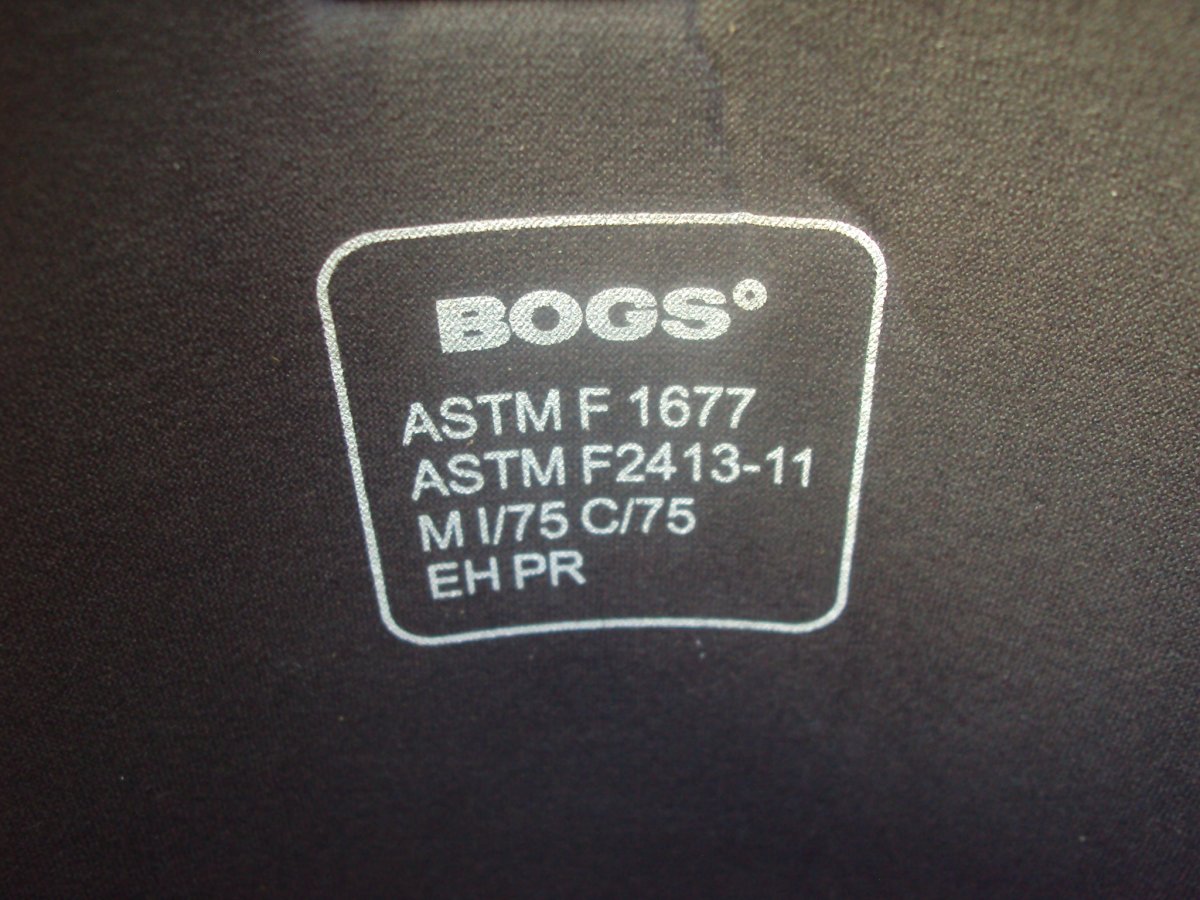 BOGS°
ASTM F 1677
ASTM F2413-11
M I/75 C/75
EH PR